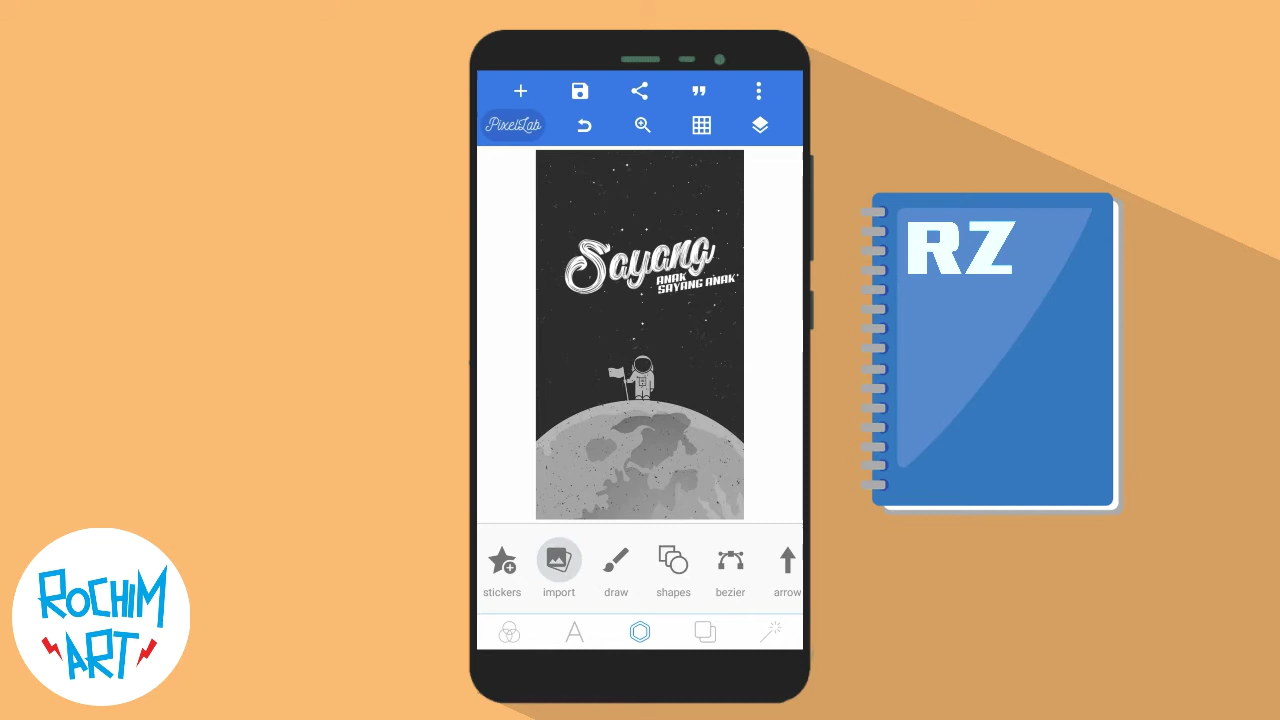 PixelLab
Sayang
ANAK
SAYANG ANAK
stickers
import
draw
shapes
bezier
arrow
RZ
ROCHIM
ART